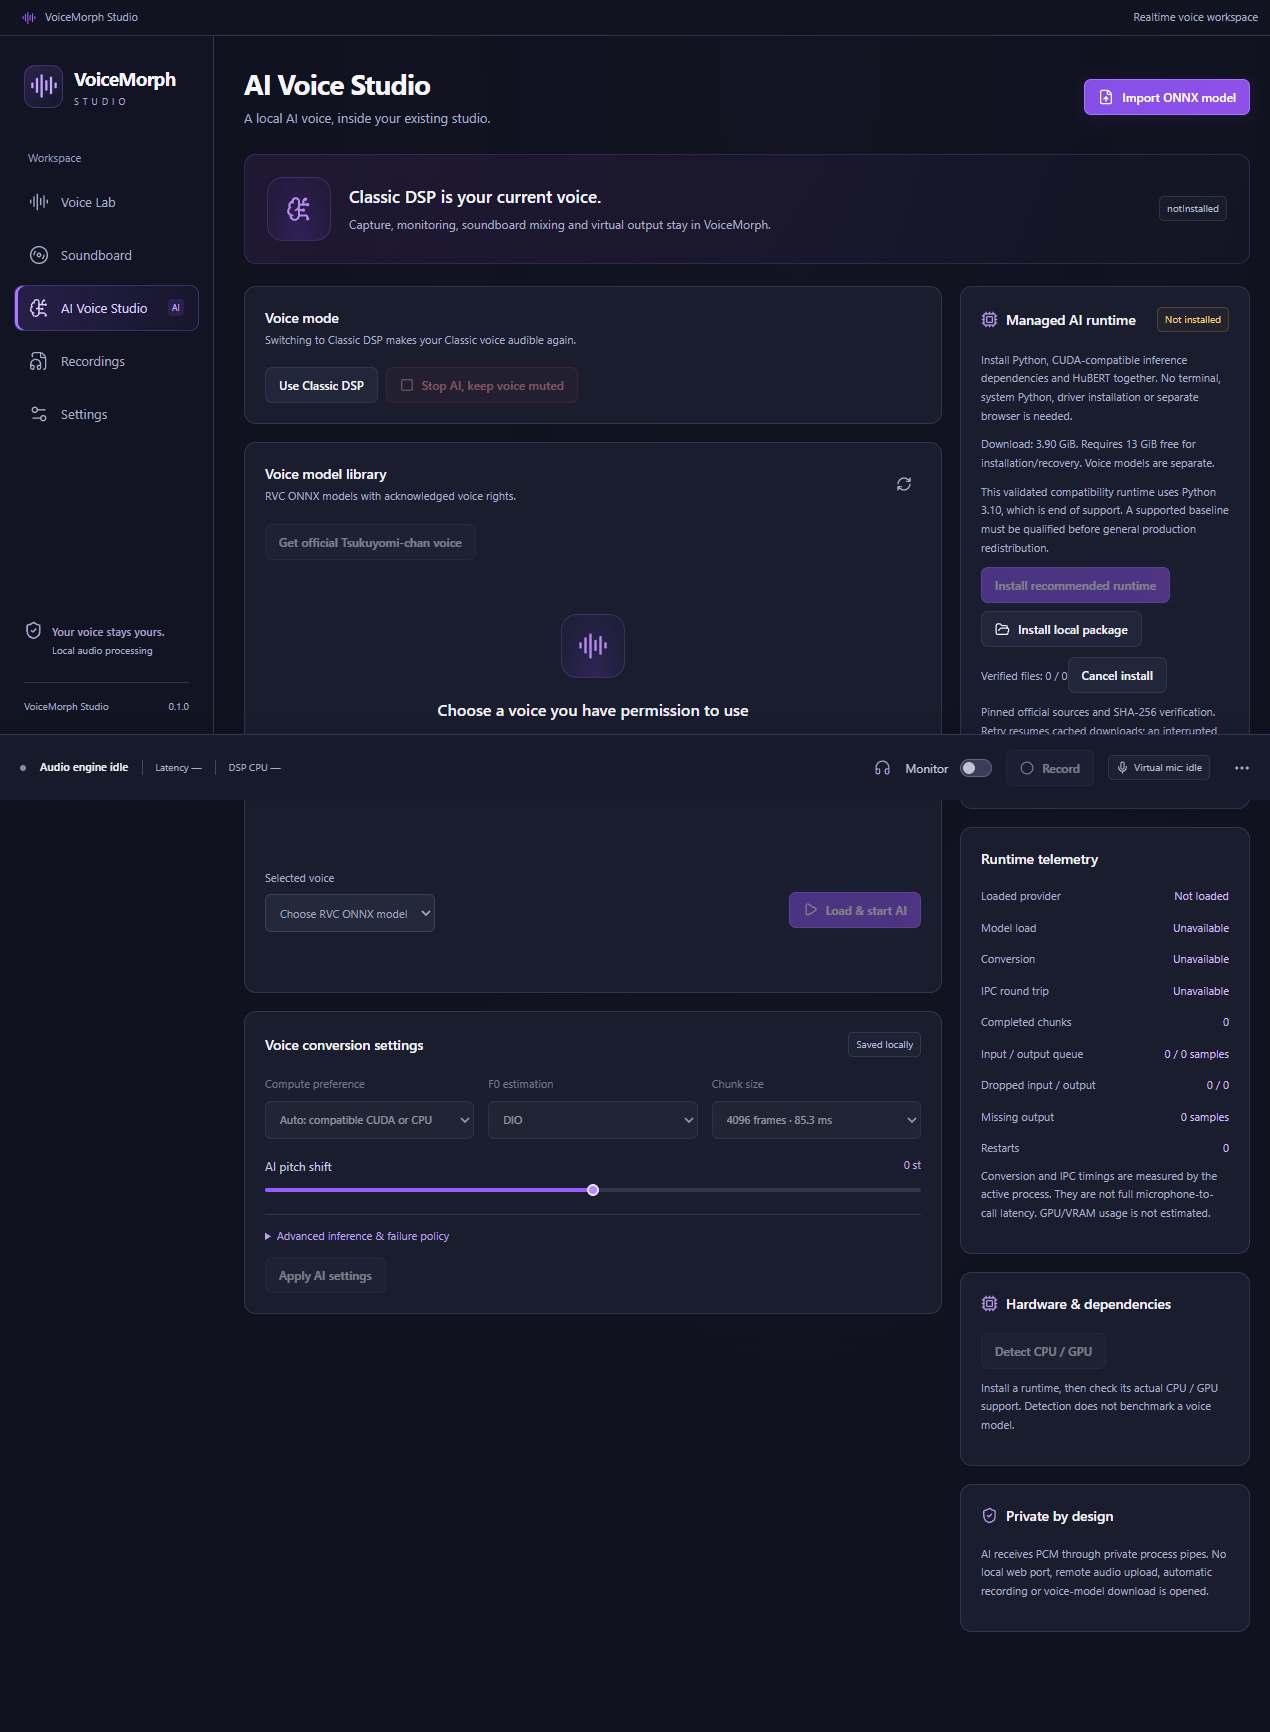 VoiceMorph Studio
Realtime voice workspace
VoiceMorph
STUDIO
Workspace
Voice Lab
Soundboard
AI Voice Studio
AI
Recordings
Settings
Your voice stays yours.
Local audio processing
VoiceMorph Studio
0.1.0
AI Voice Studio
A local AI voice, inside your existing studio.
Import ONNX model
Classic DSP is your current voice.
Capture, monitoring, soundboard mixing and virtual output stay in VoiceMorph.
notInstalled
Voice mode
Switching to Classic DSP makes your Classic voice audible again.
Use Classic DSP
Stop AI, keep voice muted
Voice model library
RVC ONNX models with acknowledged voice rights.
Get official Tsukuyomi-chan voice
Choose a voice you have permission to use
Managed AI runtime
Not installed
Install Python, CUDA-compatible inference
dependencies and HuBERT together. No terminal,
system Python, driver installation or separate
browser is needed.
Download: 3.90 GiB. Requires 13 GiB free for
installation/recovery. Voice models are separate.
This validated compatibility runtime uses Python
3.10, which is end of support. A supported baseline
must be qualified before general production
redistribution.
Install recommended runtime
Install local package
Verified files: 0 / 0
Cancel install
Pinned official sources and SHA-256 verification.
Retry resumes cached downloads; an interrupted
Audio engine idle
Latency —
DSP CPU —
Monitor
Record
Virtual mic: idle
Selected voice
Choose RVC ONNX model
Load & start AI
Voice conversion settings
Saved locally
Compute preference
F0 estimation
Chunk size
Auto: compatible CUDA or CPU
DIO
4096 frames · 85.3 ms
AI pitch shift
0 st
Advanced inference & failure policy
Apply AI settings
Runtime telemetry
Loaded provider
Not loaded
Model load
Unavailable
Conversion
Unavailable
IPC round trip
Unavailable
Completed chunks
0
Input / output queue
0 / 0 samples
Dropped input / output
0 / 0
Missing output
0 samples
Restarts
0
Conversion and IPC timings are measured by the
active process. They are not full microphone-to-
call latency. GPU/VRAM usage is not estimated.
Hardware & dependencies
Detect CPU / GPU
Install a runtime, then check its actual CPU / GPU
support. Detection does not benchmark a voice
model.
Private by design
AI receives PCM through private process pipes. No
local web port, remote audio upload, automatic
recording or voice-model download is opened.